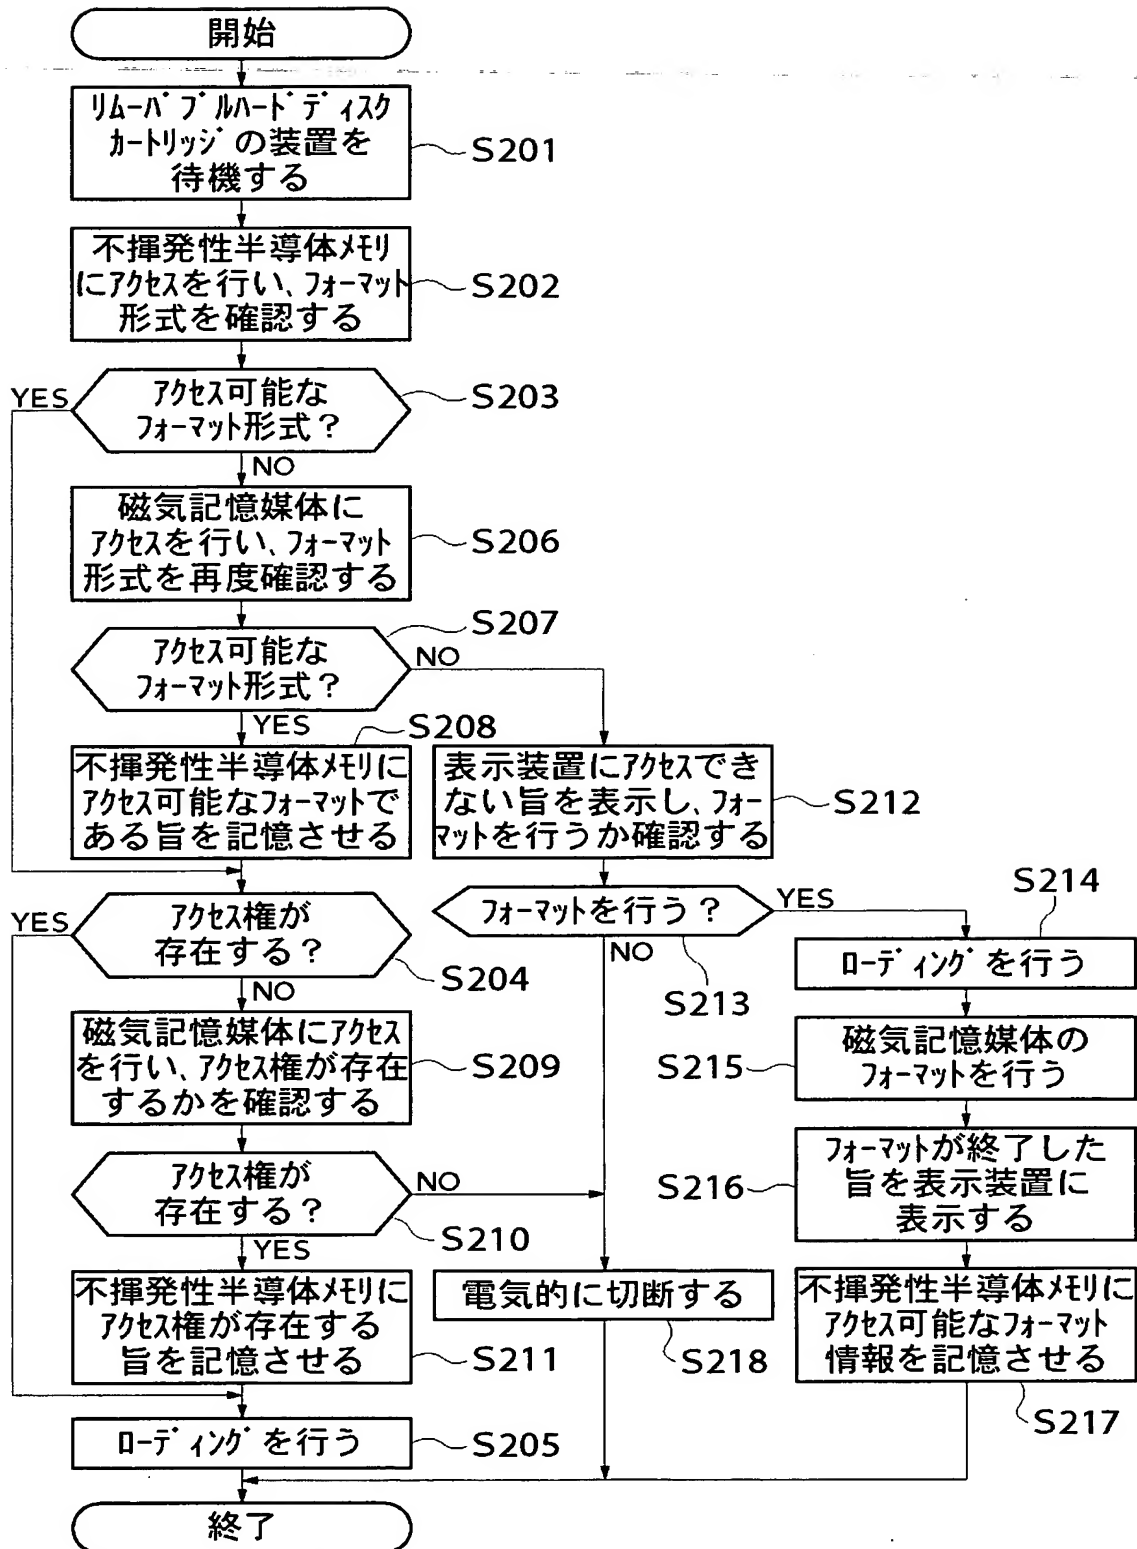 開始
リムーバブルハードディスク
カートリッジの装置を
待機する
S201
不揮発性半導体メモリ
にアクセスを行い、フォーマット
形式を確認する
S202
アクセス可能な
フォーマット形式？
S203
YES
NO
磁気記憶媒体に
アクセスを行い、フォーマット
形式を再度確認する
S206
アクセス可能な
フォーマット形式？
S207
NO
YES
不揮発性半導体メモリに
アクセス可能なフォーマットで
ある旨を記憶させる
S208
表示装置にアクセスでき
ない旨を表示し、フォー
マットを行うか確認する
S212
アクセス権が
存在する？
S204
YES
NO
フォーマットを行う？
S213
YES
NO
S214
ローディングを行う
磁気記憶媒体にアクセス
を行い、アクセス権が存在
するかを確認する
S209
磁気記憶媒体の
フォーマットを行う
S215
アクセス権が
存在する？
S210
NO
YES
フォーマットが終了した
旨を表示装置に
表示する
S216
不揮発性半導体メモリに
アクセス権が存在する
旨を記憶させる
S211
電気的に切断する
S218
不揮発性半導体メモリに
アクセス可能なフォーマット
情報を記憶させる
S217
ローディングを行う
S205
終了